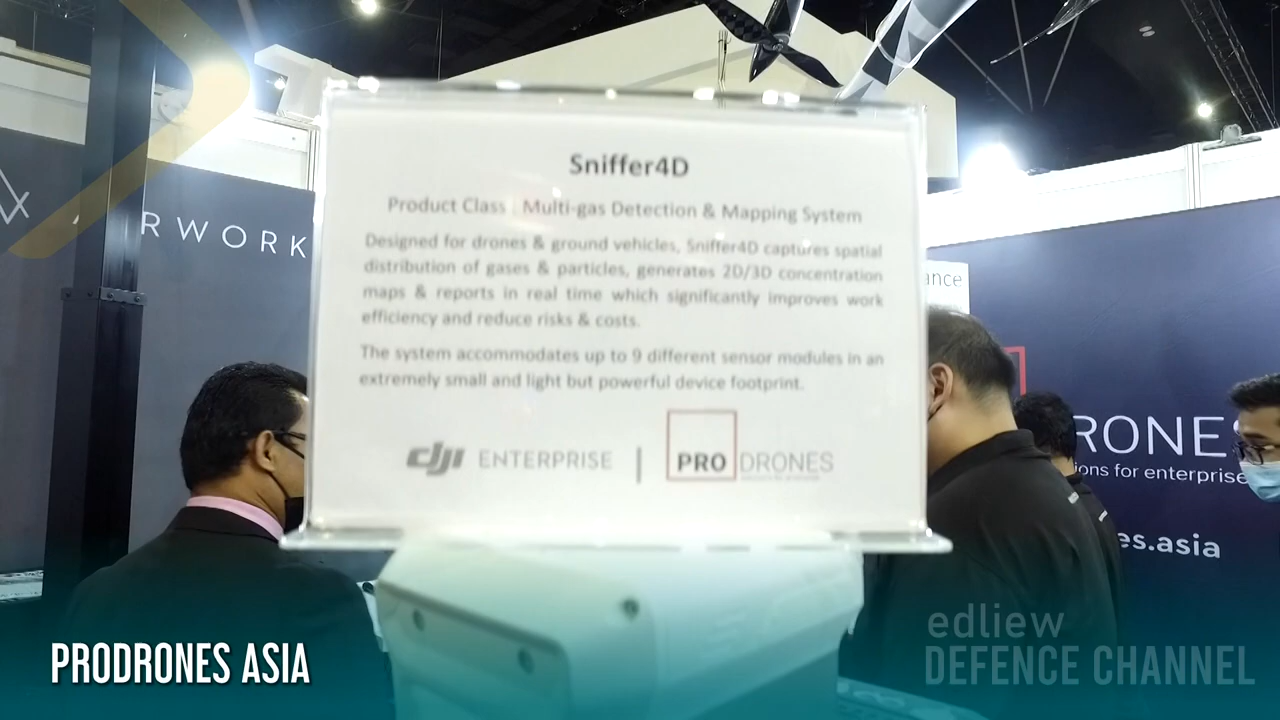 Sniffer4D
Product Class : Multi-gas Detection & Mapping System
Designed for drones & ground vehicles, Sniffer4D captures spatial
distribution of gases & particles, generates 2D/3D concentration
maps & reports in real time which significantly improves work
efficiency and reduce risks & costs.
The system accommodates up to 9 different sensor modules in an
extremely small and light but powerful device footprint.
dji ENTERPRISE | PRO DRONES
RWORK
ance
RONES
ions for enterprise
es.asia
PRODRONES ASIA
edliew
DEFENCE CHANNEL